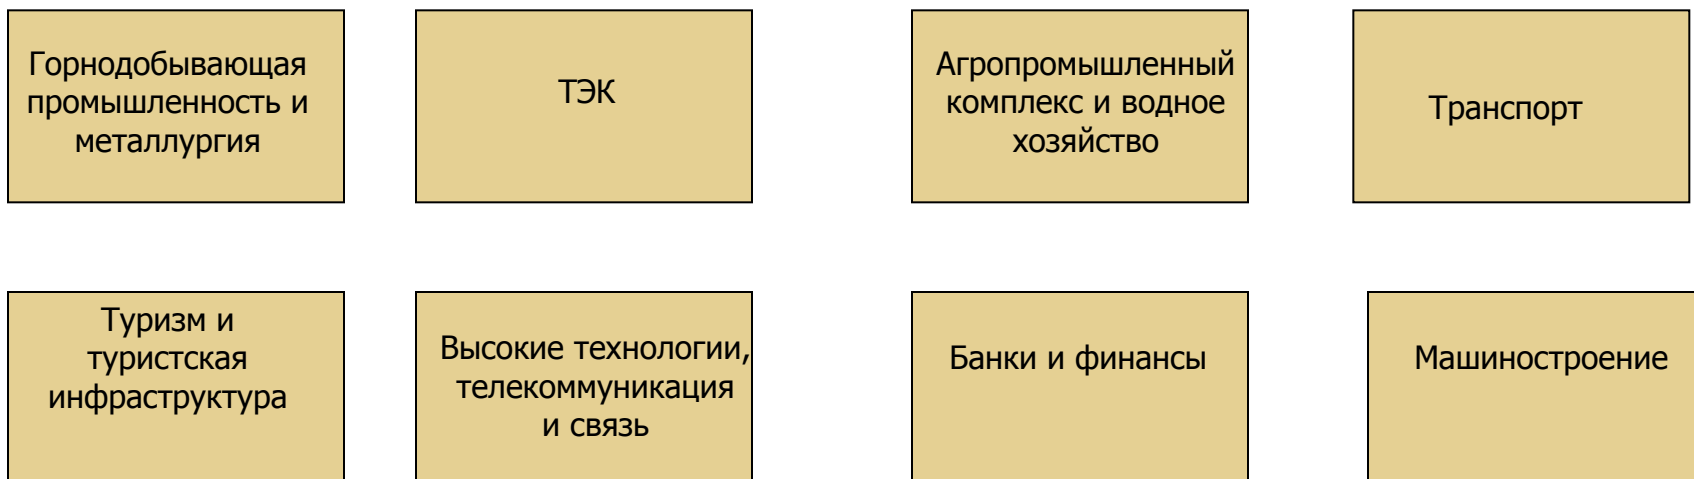 Горнодобывающая
промышленность и
металлургия
ТЭК
Агропромышленный
комплекс и водное
хозяйство
Транспорт
Туризм и
туристская
инфраструктура
Высокие технологии,
телекоммуникация
и связь
Банки и финансы
Машиностроение